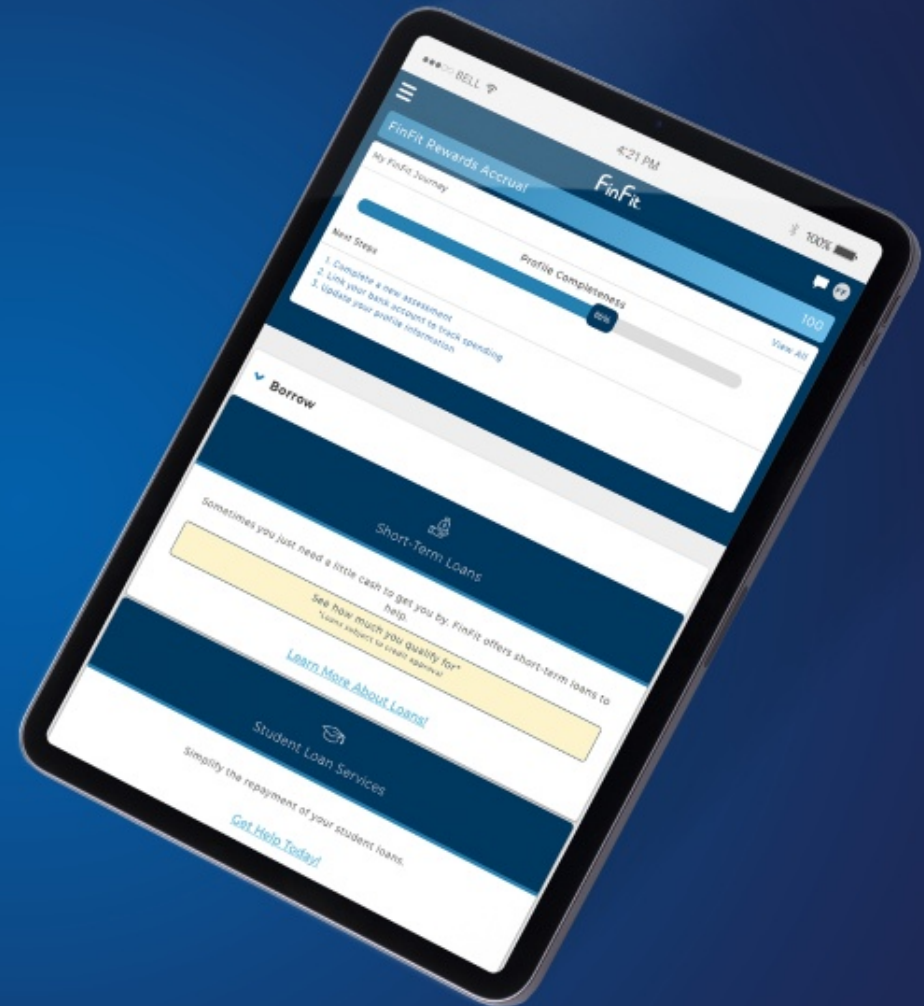 BELL
4:21 PM
100%
FinFit
FinFit Rewards Accrual
100
My FinFit Journey
View All
Profile Completeness
Next Steps
1. Complete a new assessment
2. Link your bank account to track spending
3. Update your profile information
Borrow
Short-Term Loans
Sometimes you just need a little cash to get you by. FinFit offers short-term loans to
help.
See how much you qualify for*
*Loans subject to credit approval
Learn More About Loans!
Student Loan Services
Simplify the repayment of your student loans.
Get Help Today!